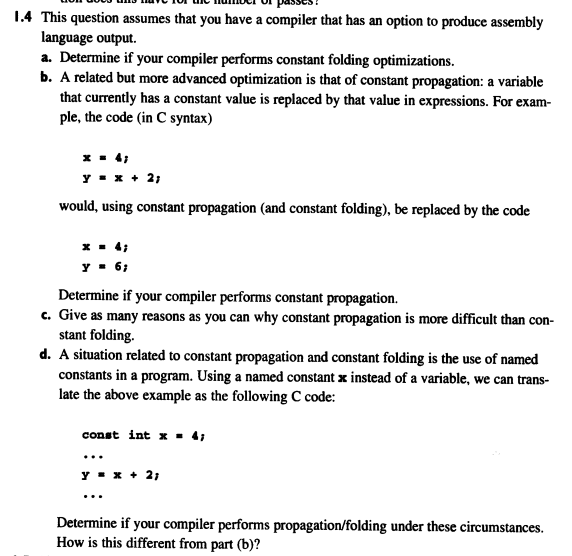 passes?
1.4 This question assumes that you have a compiler that has an option to produce assembly
language output.
a. Determine if your compiler performs constant folding optimizations.
b. A related but more advanced optimization is that of constant propagation: a variable
that currently has a constant value is replaced by that value in expressions. For exam-
ple, the code (in C syntax)
x = 4;
y = x + 2;
would, using constant propagation (and constant folding), be replaced by the code
x = 4;
y = 6;
Determine if your compiler performs constant propagation.
c. Give as many reasons as you can why constant propagation is more difficult than con-
stant folding.
d. A situation related to constant propagation and constant folding is the use of named
constants in a program. Using a named constant x instead of a variable, we can trans-
late the above example as the following C code:
const int x = 4;
...
y = x + 2;
...
Determine if your compiler performs propagation/folding under these circumstances.
How is this different from part (b)?